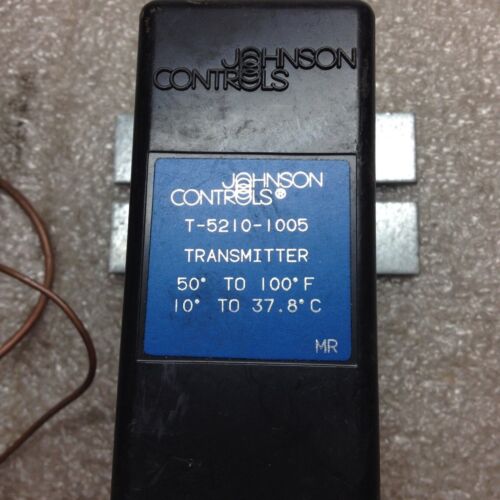 JOHNSON
CONTROLS
JOHNSON
CONTROLS®
T-5210-1005
TRANSMITTER
50° TO 100°F
10° TO 37.8°C
MR